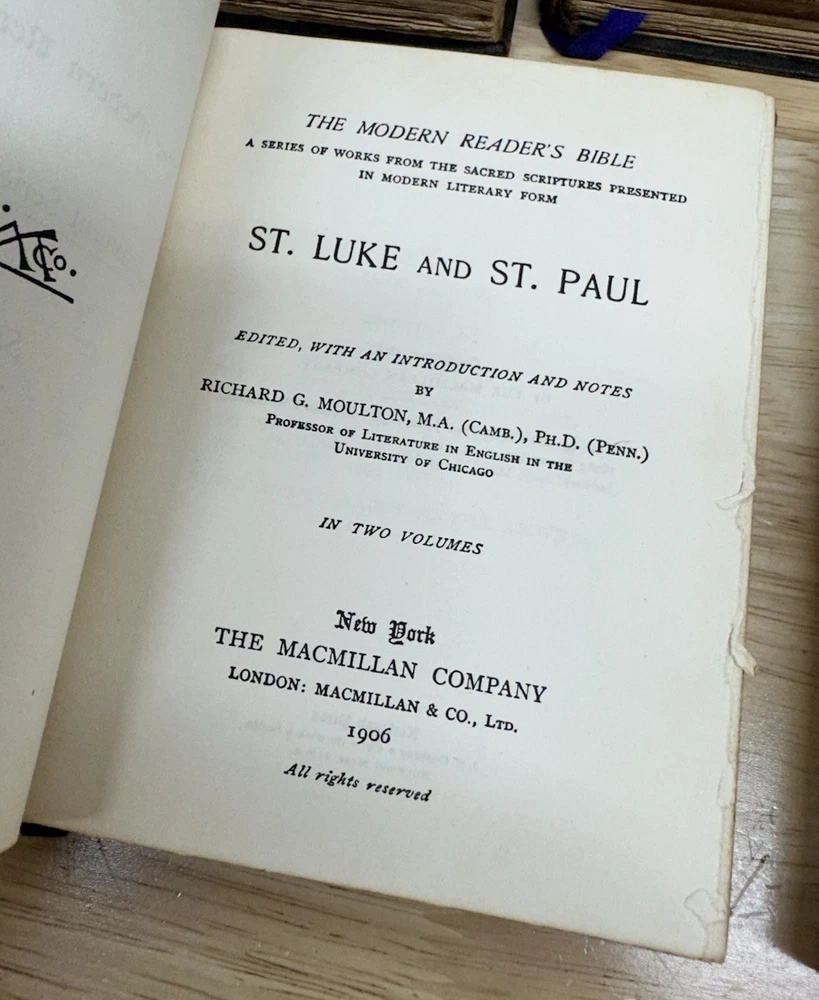 THE MODERN READER'S BIBLE
A SERIES OF WORKS FROM THE SACRED SCRIPTURES PRESENTED
IN MODERN LITERARY FORM
ST. LUKE AND ST. PAUL
EDITED, WITH AN INTRODUCTION AND NOTES
BY
RICHARD G. MOULTON, M.A. (CAMB.), PH.D. (PENN.)
PROFESSOR OF LITERATURE IN ENGLISH IN THE
UNIVERSITY OF CHICAGO
IN TWO VOLUMES
New York
THE MACMILLAN COMPANY
LONDON: MACMILLAN & CO., LTD.
1906
All rights reserved
Co.